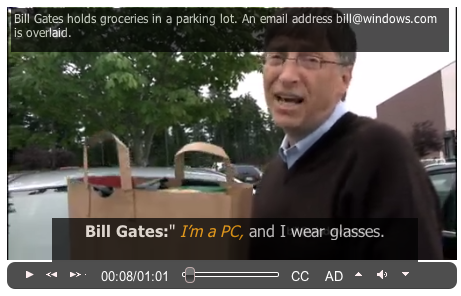 Bill Gates holds groceries in a parking lot. An email address bill@windows.com
is overlaid.
Bill Gates:" I'm a PC, and I wear glasses.
00:08/01:01 CC AD